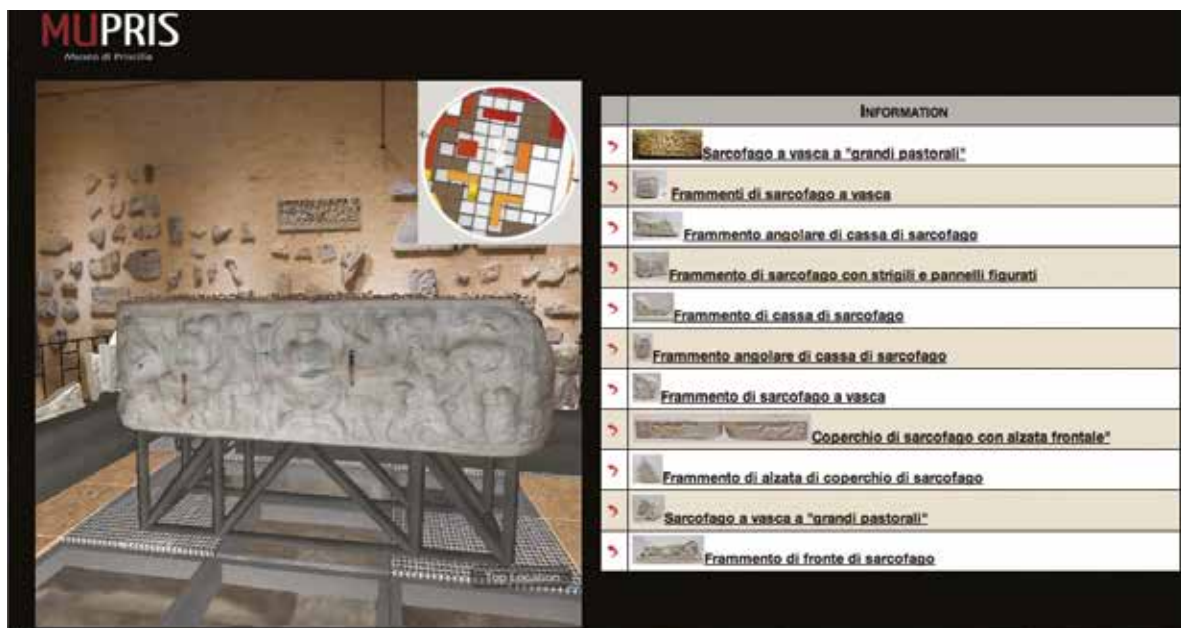 MUPRIS
Museo di Priscilla
INFORMATION
Sarcofago a vasca a "grandi pastorali"
Frammenti di sarcofago a vasca
Frammento angolare di cassa di sarcofago
Frammento di sarcofago con strigili e pannelli figurati
Frammento di cassa di sarcofago
Frammento angolare di cassa di sarcofago
Frammento di sarcofago a vasca
Coperchio di sarcofago con alzata frontale"
Frammento di alzata di coperchio di sarcofago
Sarcofago a vasca a "grandi pastorali"
Frammento di fronte di sarcofago
Top Location